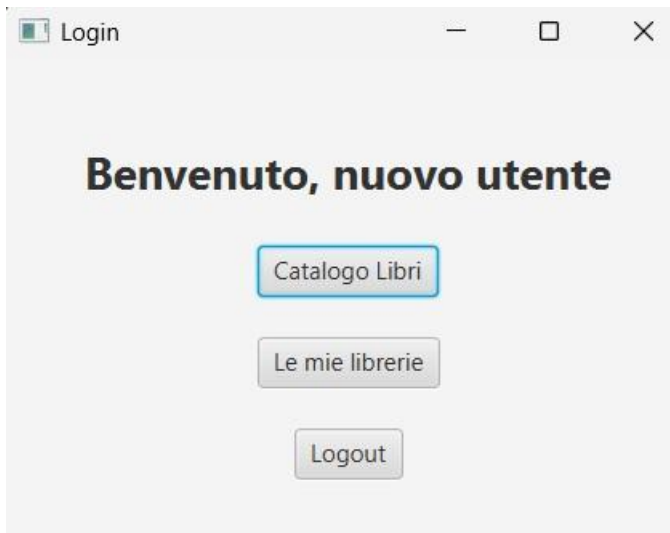 Login
Benvenuto, nuovo utente
Catalogo Libri
Le mie librerie
Logout